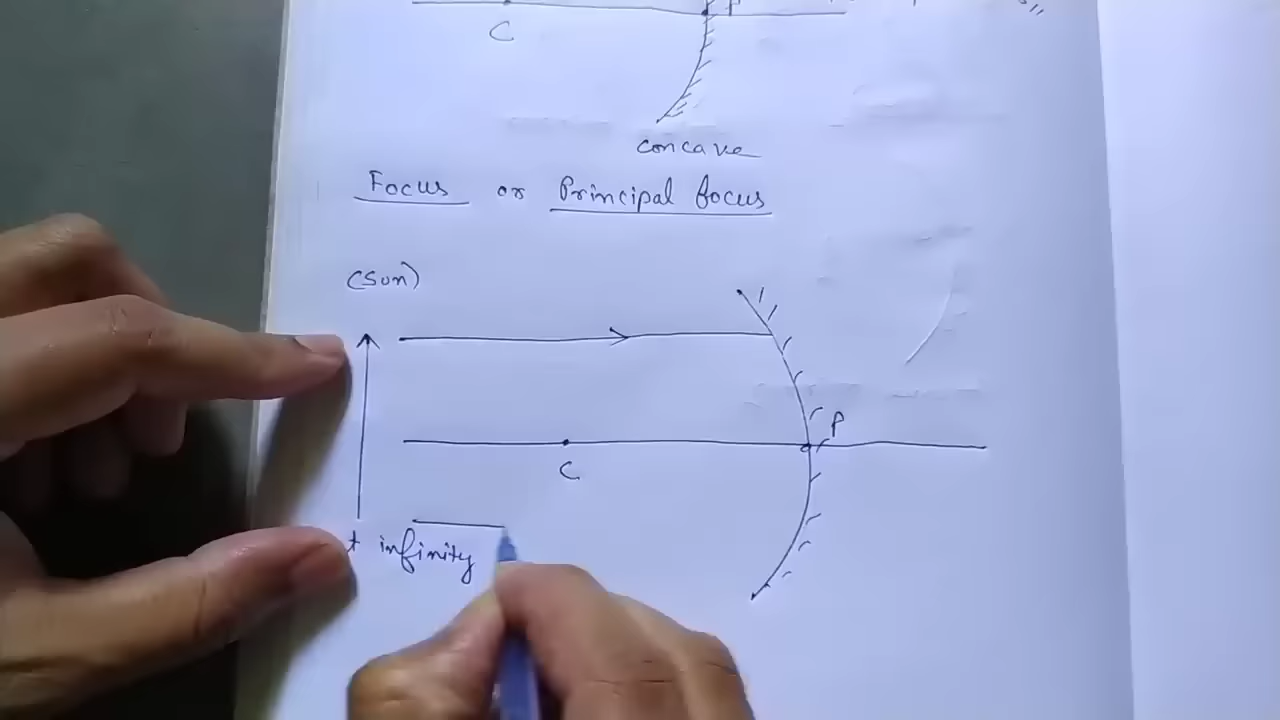 C
concave
Focus or Principal focus
(Sun)
P
C
t infinity